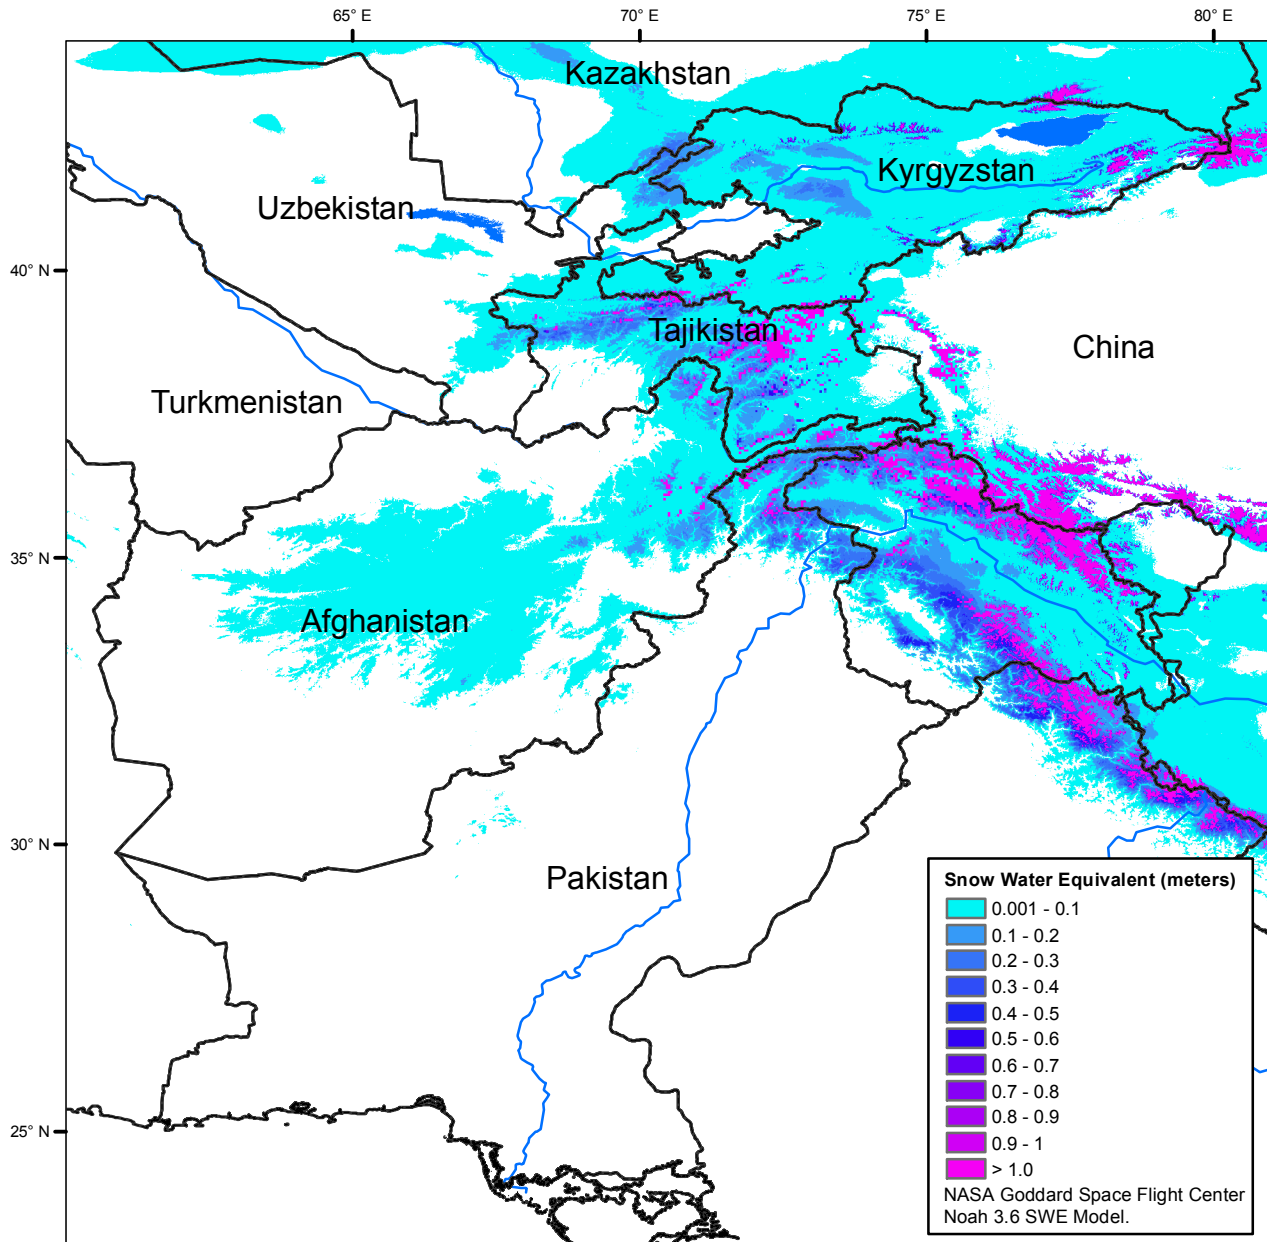 65° E
70° E
75° E
80° E
Kazakhstan
Kyrgyzstan
Uzbekistan
40° N
Tajikistan
China
Turkmenistan
35° N
Afghanistan
30° N
Pakistan
25° N
Snow Water Equivalent (meters)
0.001 - 0.1
0.1 - 0.2
0.2 - 0.3
0.3 - 0.4
0.4 - 0.5
0.5 - 0.6
0.6 - 0.7
0.7 - 0.8
0.8 - 0.9
0.9 - 1
> 1.0
NASA Goddard Space Flight Center
Noah 3.6 SWE Model.